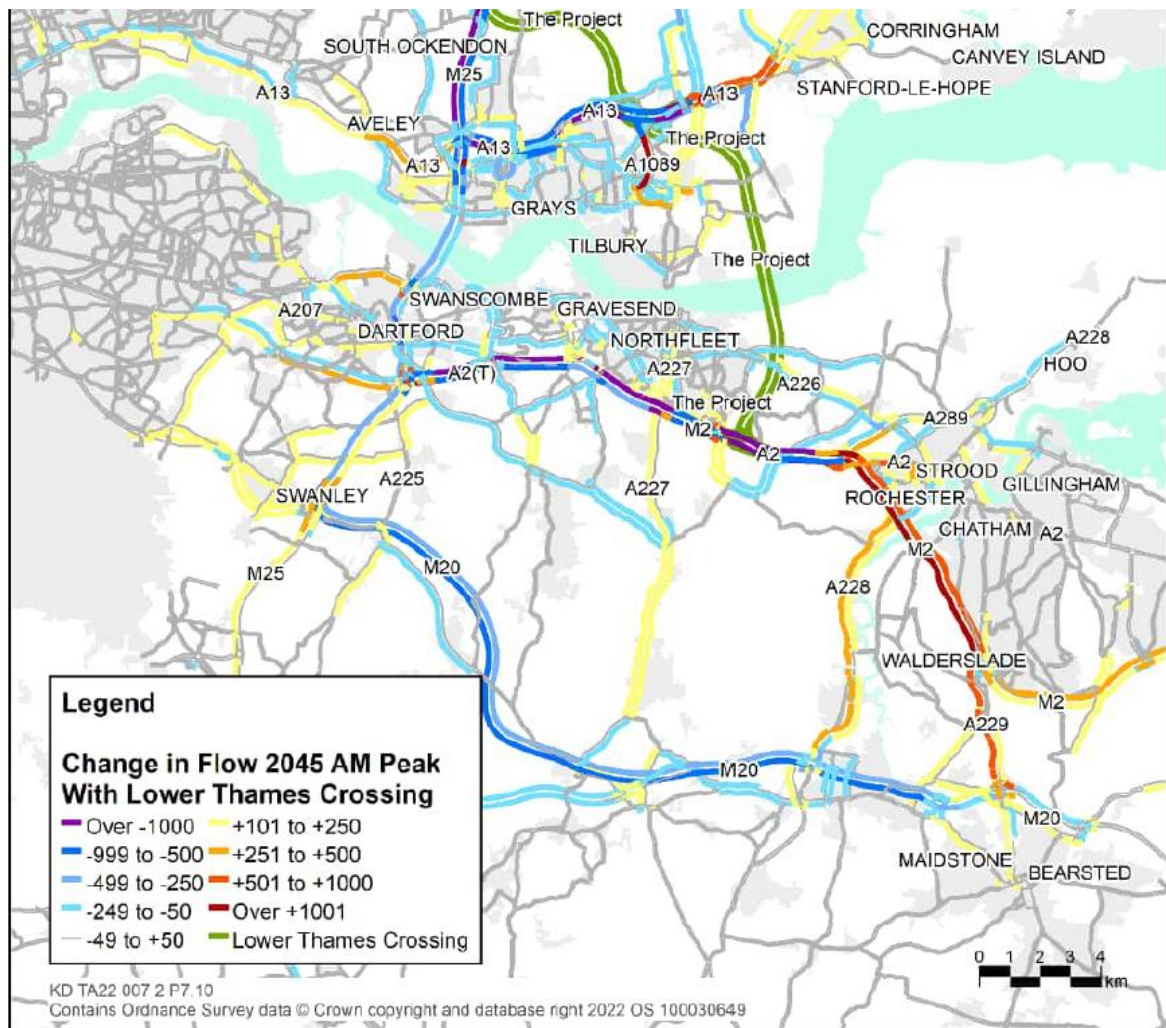 The Project
CORRINGHAM
SOUTH OCKENDON
CANVEY ISLAND
M25
STANFORD-LE-HOPE
A13
A13
A13
AVELEY
The Project
A13
A13
A1089
GRAYS
TILBURY
The Project
SWANSCOMBE
A207
GRAVESEND
DARTFORD
NORTHFLEET
A228
HOO
A2(T)
A227
A226
The Project
A289
M2
A2
A2
STROOD
A225
A227
GILLINGHAM
SWANLEY
ROCHESTER
CHATHAM
A2
M2
M25
M20
A228
WALDERSLADE
M2
A229
M20
M20
MAIDSTONE
BEARSTED
Legend
Change in Flow 2045 AM Peak
With Lower Thames Crossing
Over -1000
+101 to +250
-999 to -500
+251 to +500
-499 to -250
+501 to +1000
-249 to -50
Over +1001
-49 to +50
Lower Thames Crossing
0 1 2 3 4
km
KD TA22 007 2 P7.10
Contains Ordnance Survey data © Crown copyright and database right 2022 OS 100030649